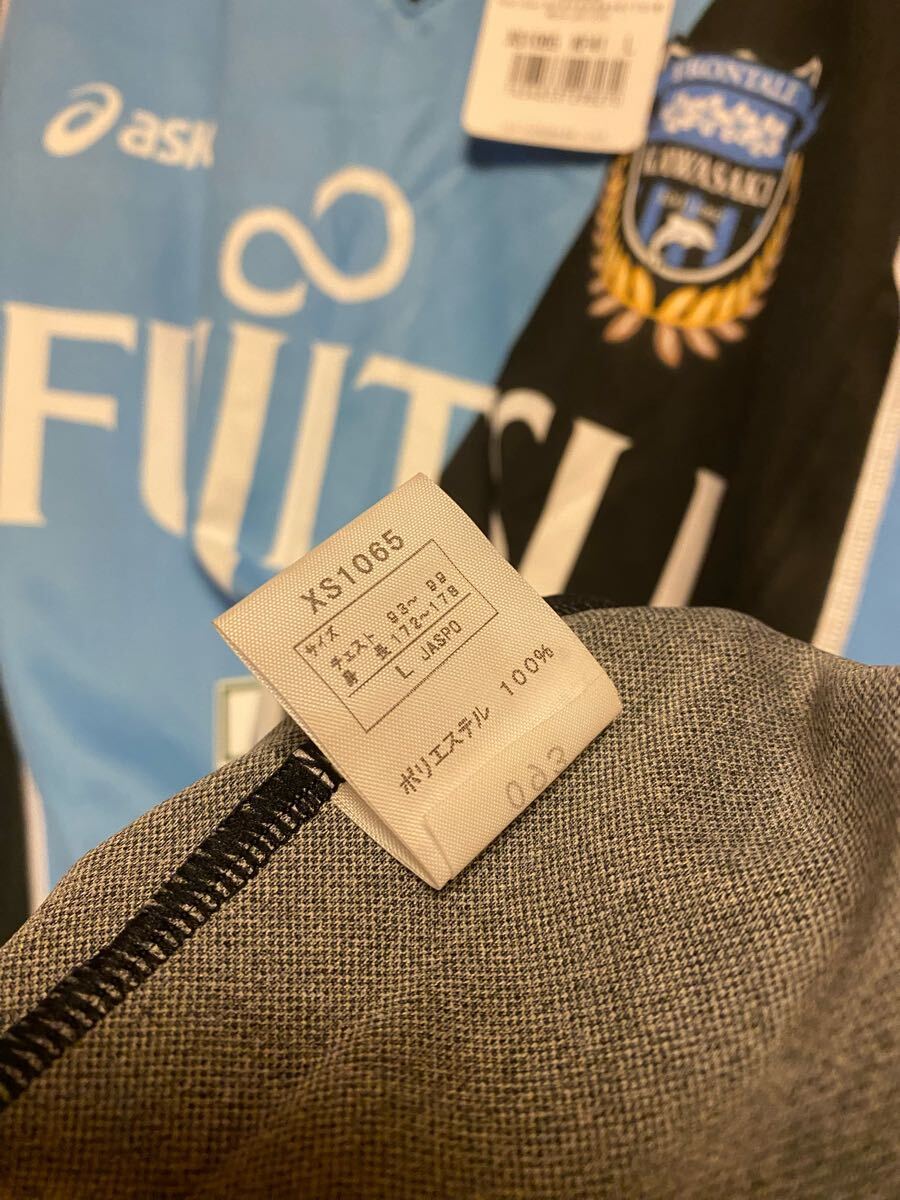 asic
FUJITSU
FRONTALE
KAWASAKI
XS1065
サイズ
チェスト 93~ 99
身 長 172~178
L JASPO
ポリエステル 100%